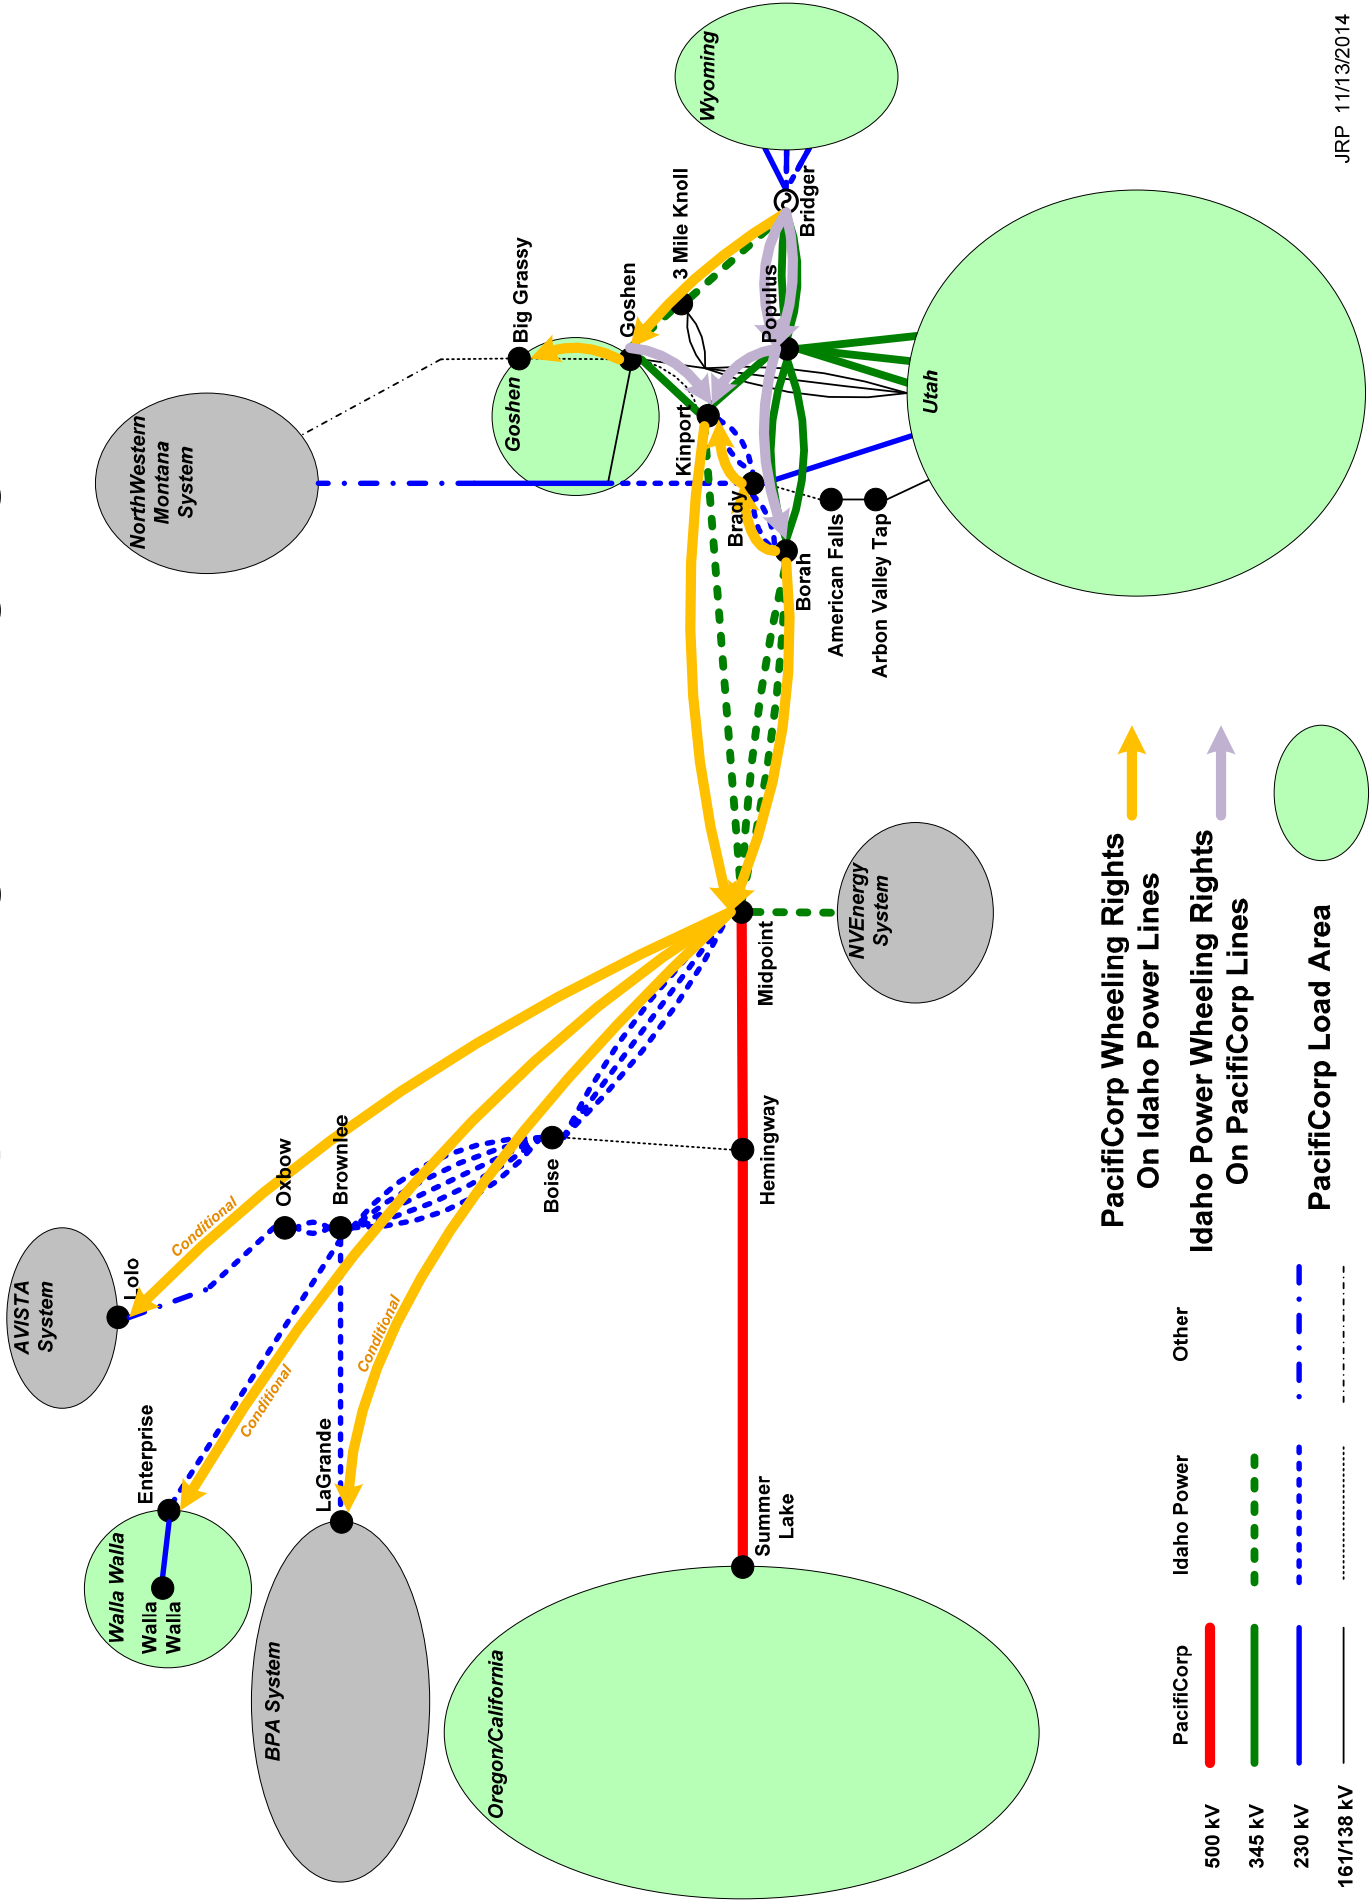 AVISTA
System
Lolo
Conditional
Oxbow
Brownlee
Enterprise
Walla Walla
Walla
Walla
Conditional
LaGrande
Conditional
BPA System
Boise
Oregon/California
Summer
Lake
Hemingway
Midpoint
NVEnergy
System
NorthWestern
Montana
System
Big Grassy
Goshen
Goshen
3 Mile Knoll
Kinport
Populus
Bridger
Wyoming
Brady
Borah
American Falls
Arbon Valley Tap
Utah
PacifiCorp Wheeling Rights
On Idaho Power Lines
Idaho Power Wheeling Rights
On PacifiCorp Lines
PacifiCorp Load Area
PacifiCorp Idaho Power Other
500 kV
345 kV
230 kV
161/138 kV
JRP 11/13/2014